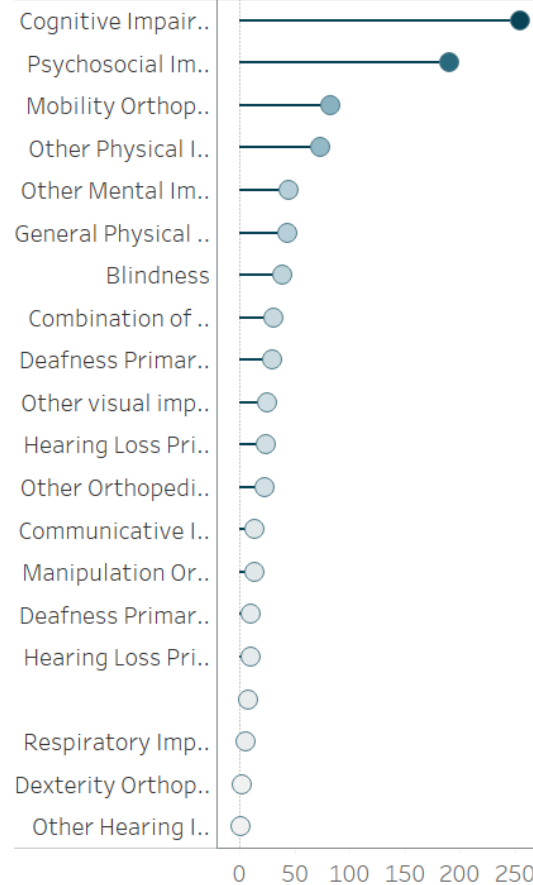 Cognitive Impair..
Psychosocial Im..
Mobility Orthop..
Other Physical I..
Other Mental Im..
General Physical ..
Blindness
Combination of ..
Deafness Primar..
Other visual imp..
Hearing Loss Pri..
Other Orthopedi..
Communicative I..
Manipulation Or..
Deafness Primar..
Hearing Loss Pri..
Respiratory Imp..
Dexterity Orthop..
Other Hearing I..
0 50 100 150 200 250